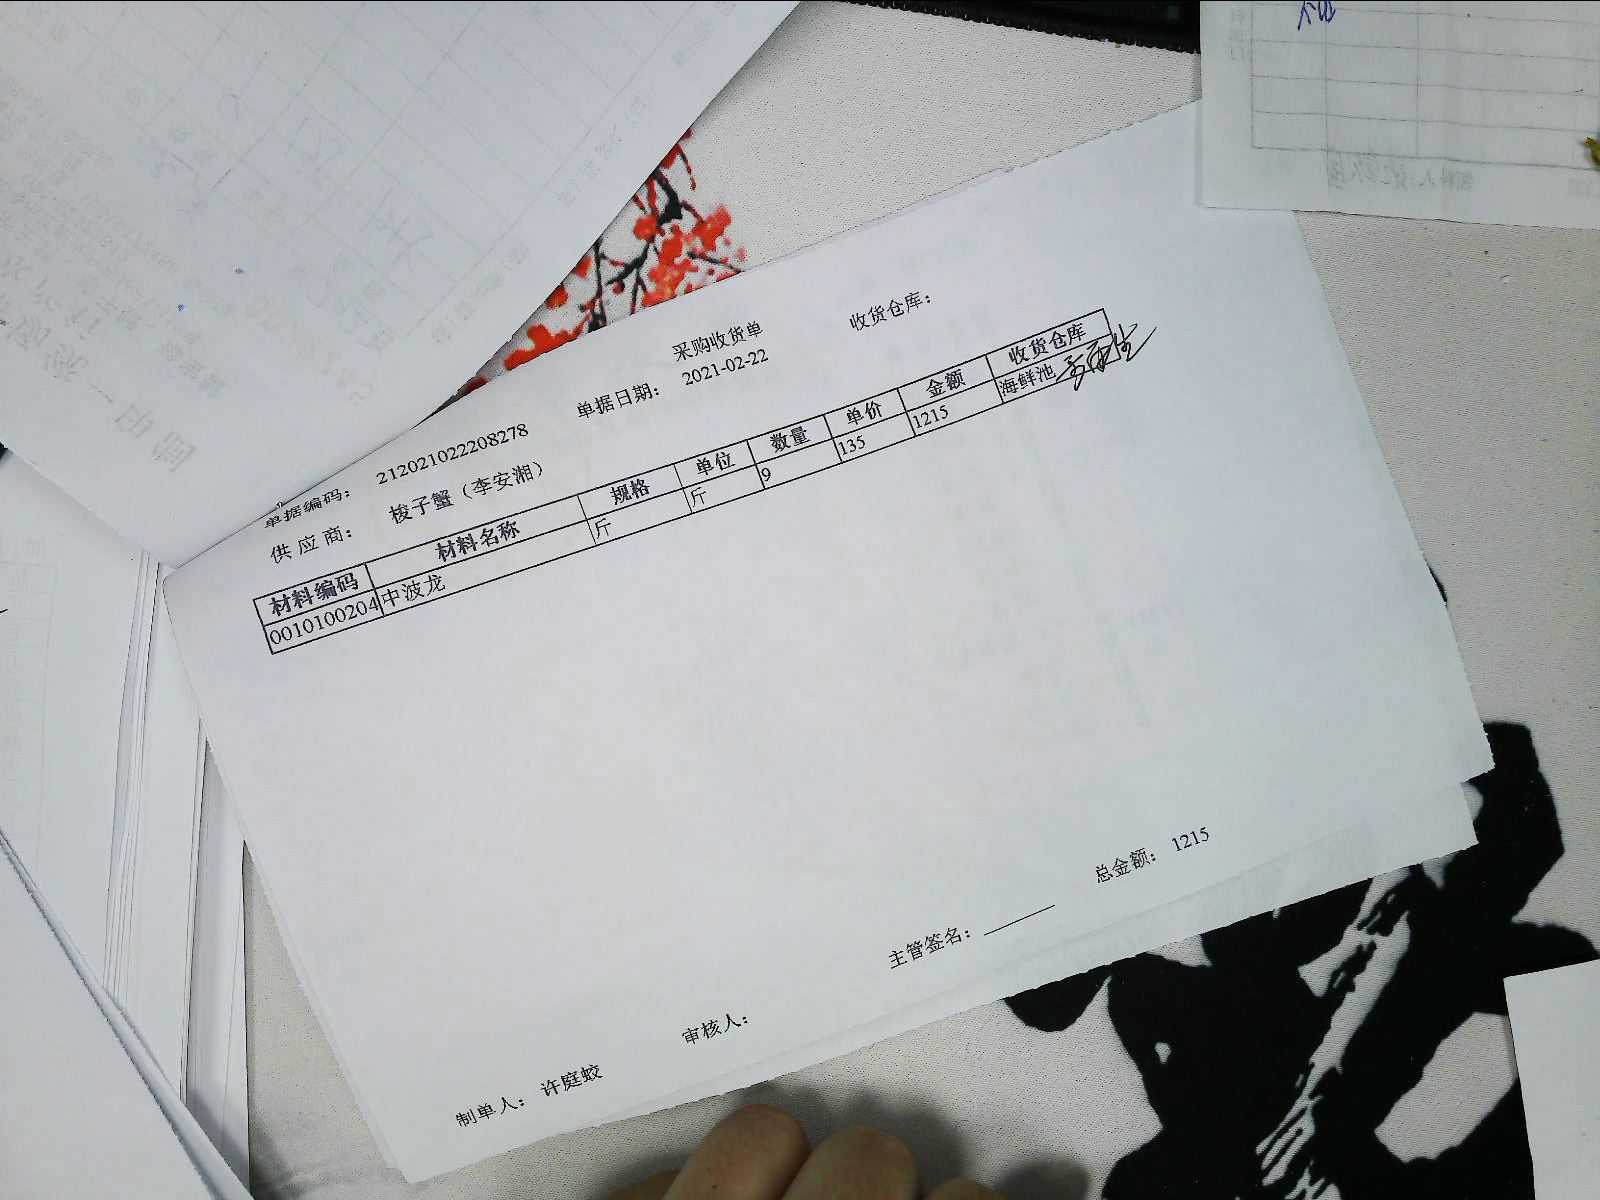 采购收货单
收货仓库：
单据编码： 212021022208278
单据日期： 2021-02-22
供 应 商： 梭子蟹（李安湘）
材料编码 材料名称 规格 单位 数量 单价 金额 收货仓库
0010100204 中波龙 斤 斤 9 135 1215 海鲜池
总金额： 1215
主管签名：
审核人：
制单人： 许庭蛟